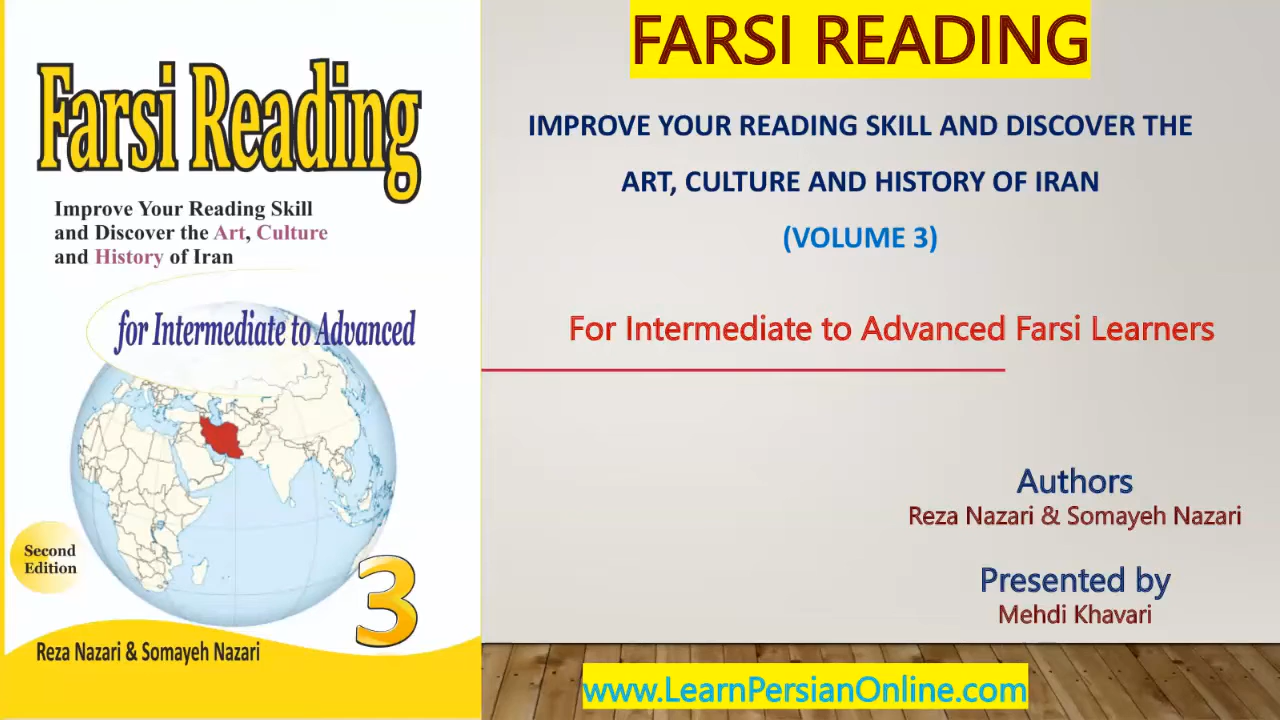 Farsi Reading
Improve Your Reading Skill
and Discover the Art, Culture
and History of Iran
for Intermediate to Advanced
Second
Edition
3
Reza Nazari & Somayeh Nazari
FARSI READING
IMPROVE YOUR READING SKILL AND DISCOVER THE
ART, CULTURE AND HISTORY OF IRAN
(VOLUME 3)
For Intermediate to Advanced Farsi Learners
Authors
Reza Nazari & Somayeh Nazari
Presented by
Mehdi Khavari
www.LearnPersianOnline.com